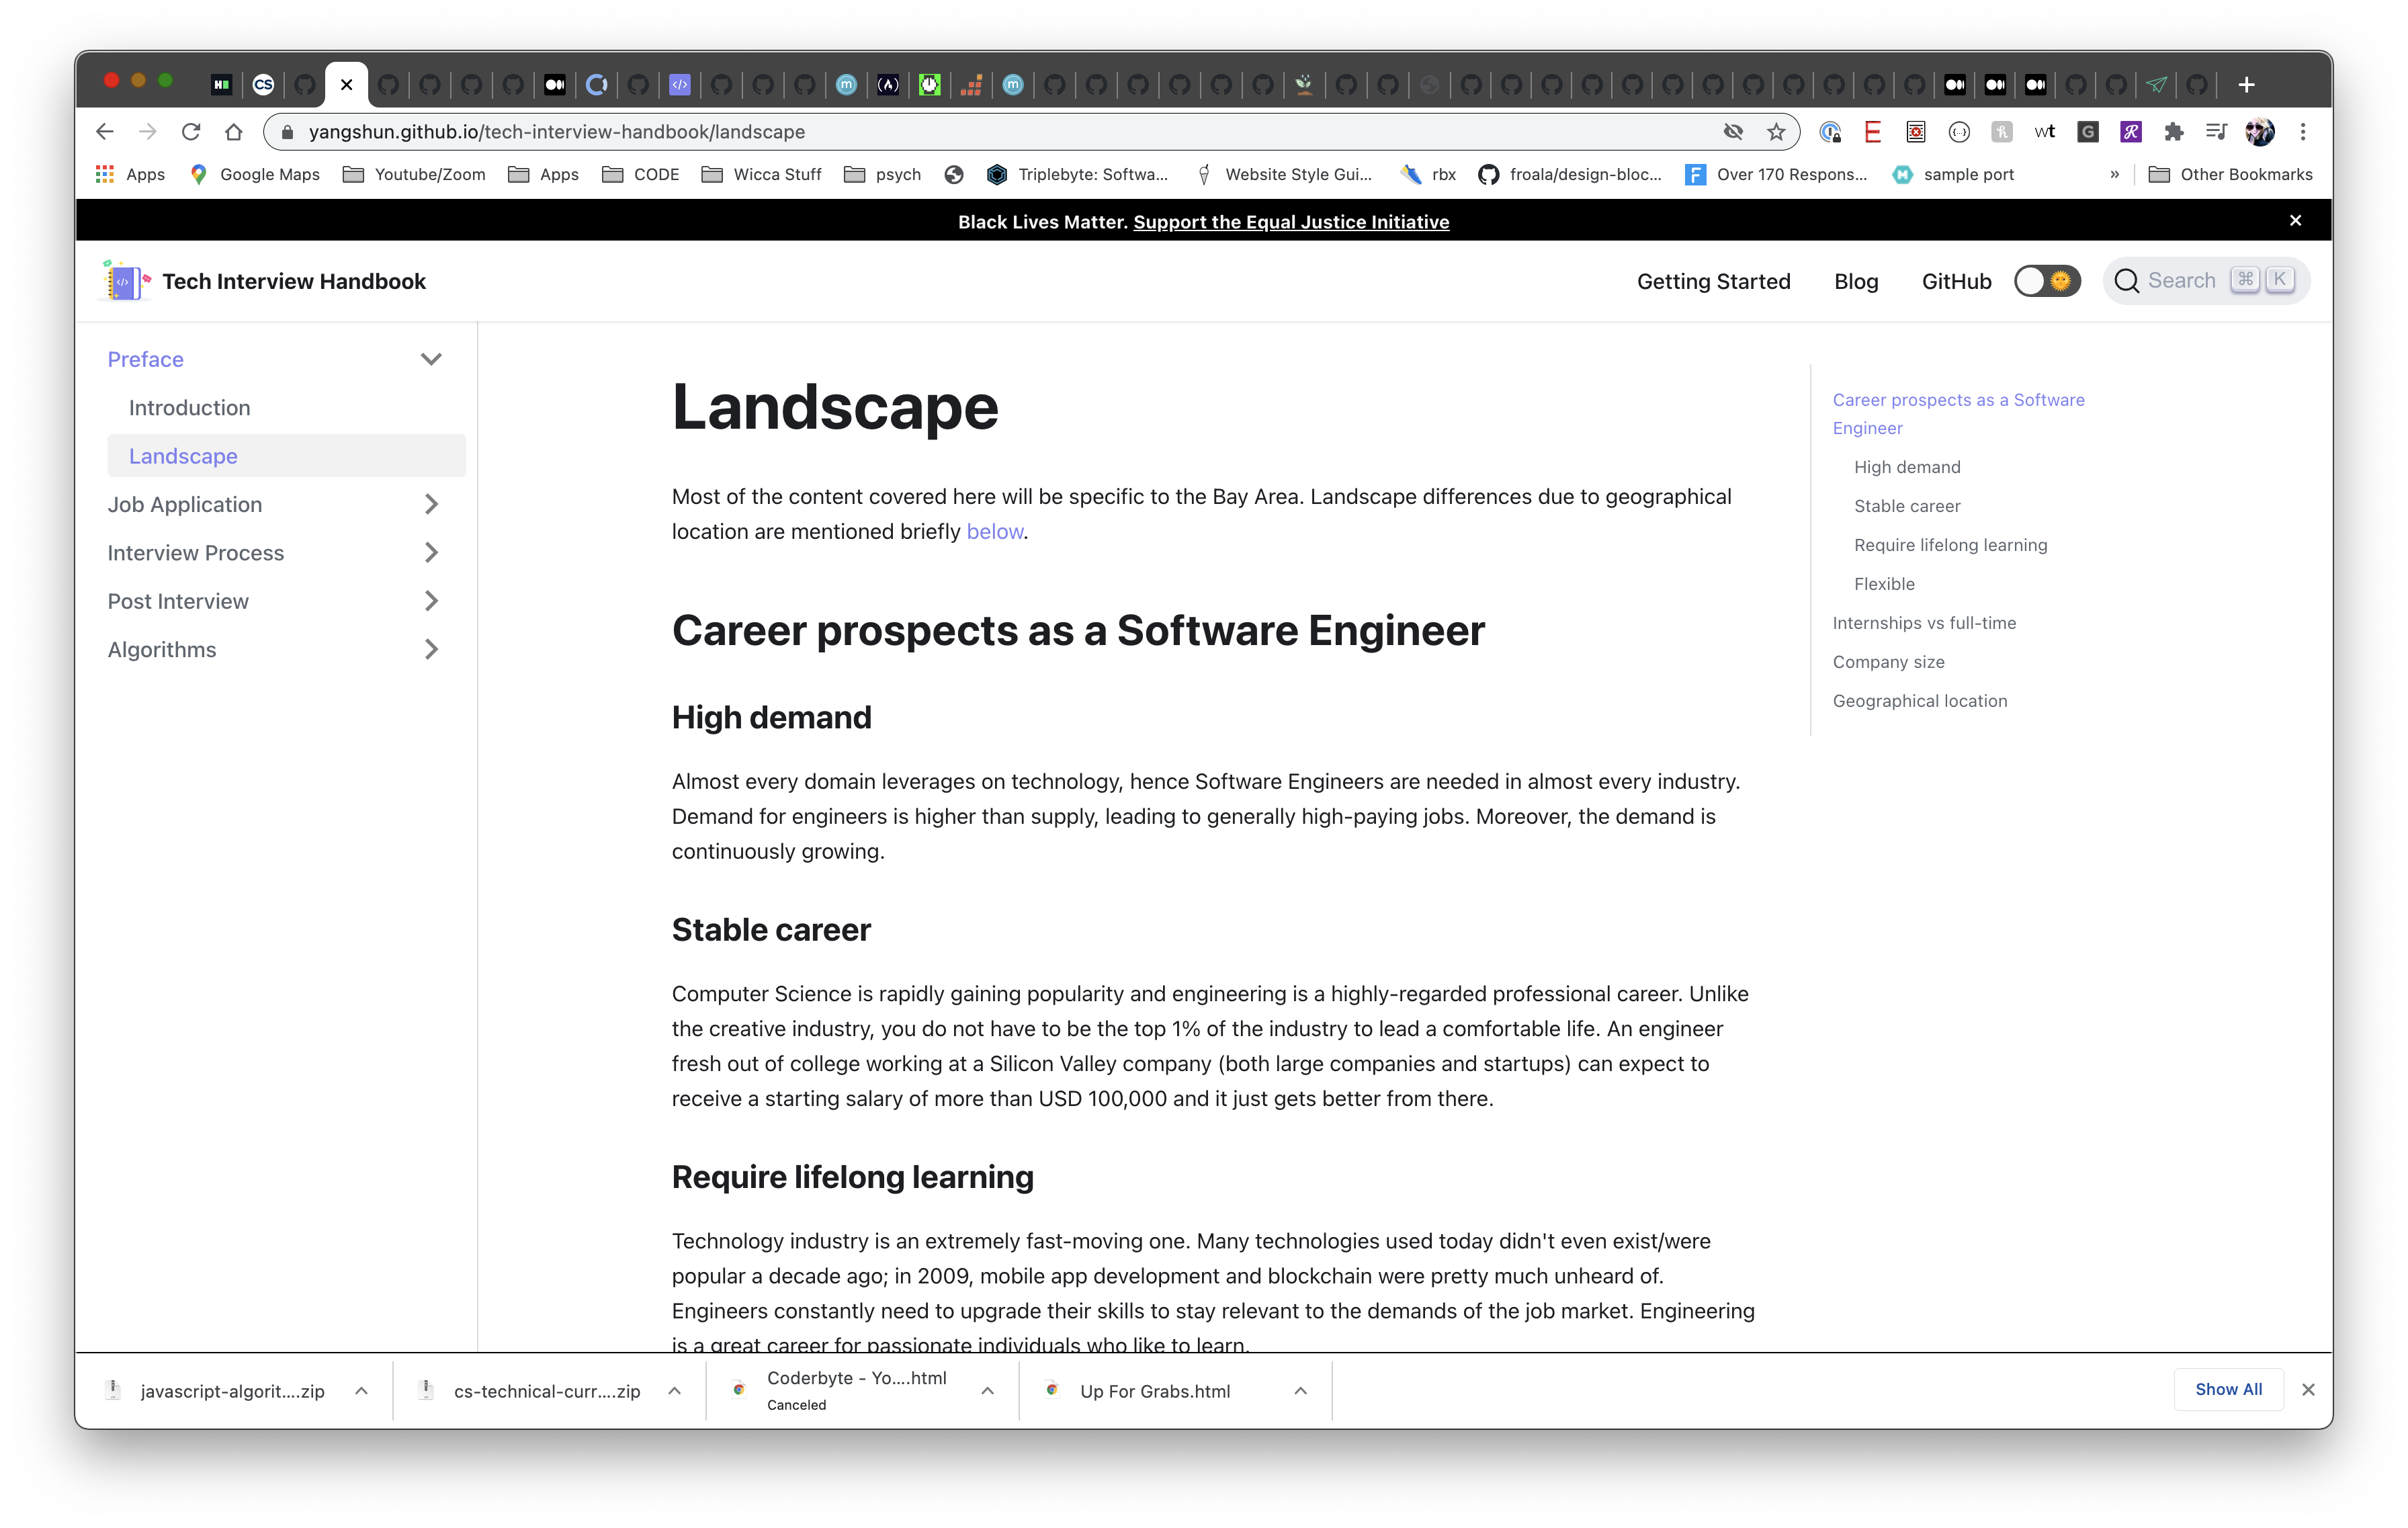 CS
m
m
yangshun.github.io/tech-interview-handbook/landscape
E
wt
G
Apps
Google Maps
Youtube/Zoom
Apps
CODE
Wicca Stuff
psych
Triplebyte: Softwa...
Website Style Gui...
rbx
froala/design-bloc...
F
Over 170 Respons...
sample port
»
Other Bookmarks
Black Lives Matter. Support the Equal Justice Initiative
Tech Interview Handbook
Getting Started
Blog
GitHub
Search ⌘ K
Preface
Introduction
Landscape
Job Application
Interview Process
Post Interview
Algorithms
Landscape
Most of the content covered here will be specific to the Bay Area. Landscape differences due to geographical
location are mentioned briefly below.
Career prospects as a Software Engineer
High demand
Almost every domain leverages on technology, hence Software Engineers are needed in almost every industry.
Demand for engineers is higher than supply, leading to generally high-paying jobs. Moreover, the demand is
continuously growing.
Stable career
Computer Science is rapidly gaining popularity and engineering is a highly-regarded professional career. Unlike
the creative industry, you do not have to be the top 1% of the industry to lead a comfortable life. An engineer
fresh out of college working at a Silicon Valley company (both large companies and startups) can expect to
receive a starting salary of more than USD 100,000 and it just gets better from there.
Require lifelong learning
Technology industry is an extremely fast-moving one. Many technologies used today didn't even exist/were
popular a decade ago; in 2009, mobile app development and blockchain were pretty much unheard of.
Engineers constantly need to upgrade their skills to stay relevant to the demands of the job market. Engineering
is a great career for passionate individuals who like to learn.
Career prospects as a Software
Engineer
High demand
Stable career
Require lifelong learning
Flexible
Internships vs full-time
Company size
Geographical location
javascript-algorit....zip
cs-technical-curr....zip
Coderbyte - Yo....html
Canceled
Up For Grabs.html
Show All